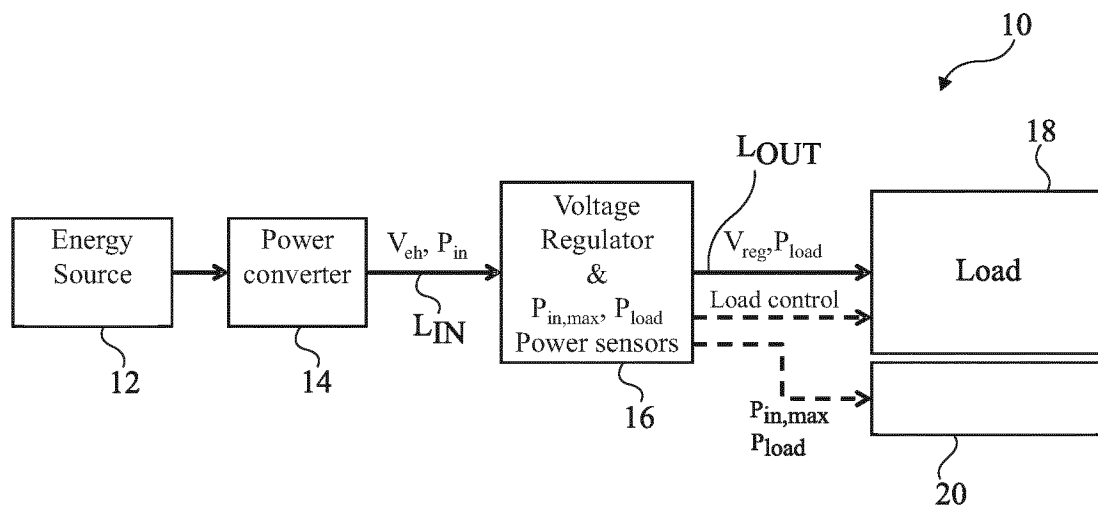 10
18
L_OUT
Energy
Source
Power
converter
V_eh, P_in
L_IN
Voltage
Regulator
&
P_in,max, P_load
Power sensors
V_reg,P_load
Load control
Load
12
14
16
P_in,max
P_load
20